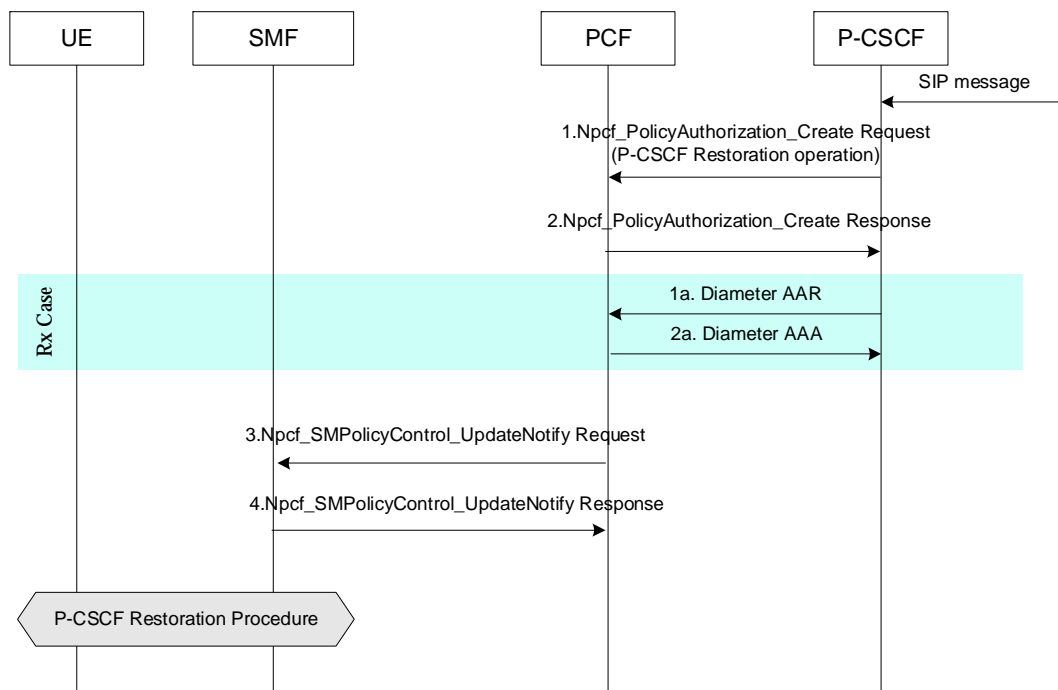 UE
SMF
PCF
P-CSCF
SIP message
1.Npcf_PolicyAuthorization_Create Request
(P-CSCF Restoration operation)
2.Npcf_PolicyAuthorization_Create Response
Rx Case
1a. Diameter AAR
2a. Diameter AAA
3.Npcf_SMPolicyControl_UpdateNotify Request
4.Npcf_SMPolicyControl_UpdateNotify Response
P-CSCF Restoration Procedure